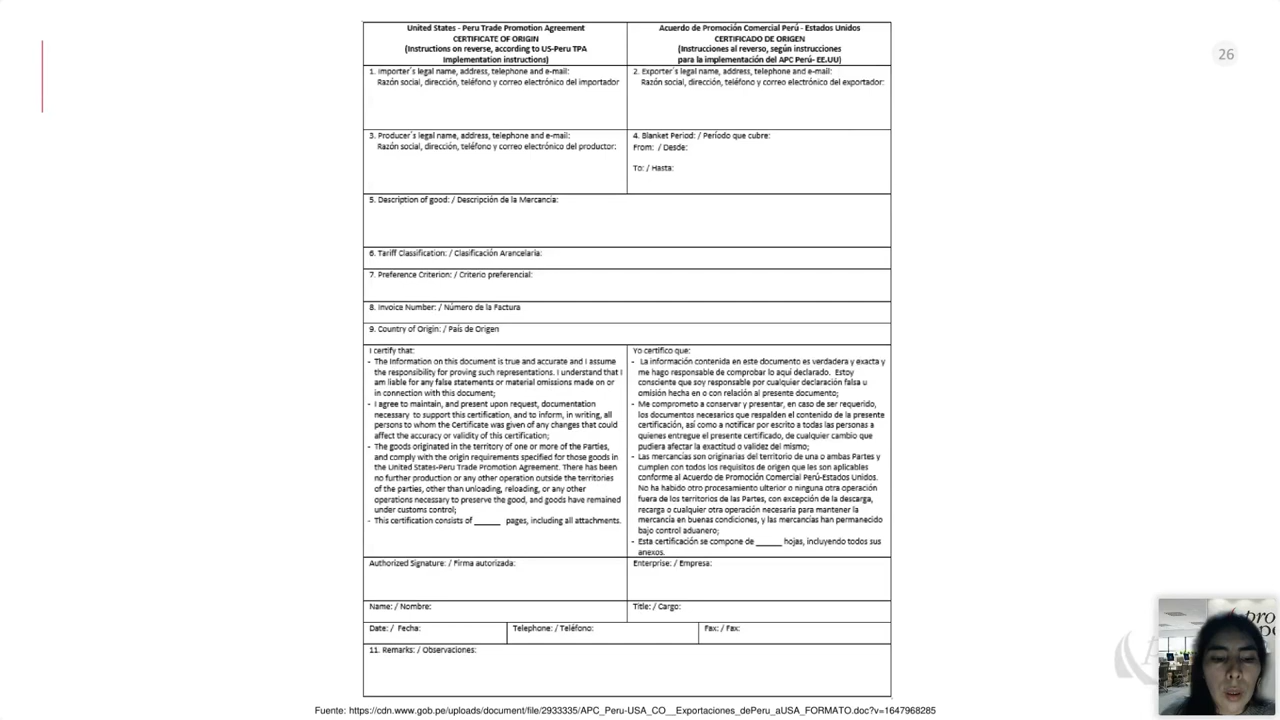 26
United States - Peru Trade Promotion Agreement
CERTIFICATE OF ORIGIN
(Instructions on reverse, according to US-Peru TPA
Implementation instructions)
Acuerdo de Promoción Comercial Perú - Estados Unidos
CERTIFICADO DE ORIGEN
(Instrucciones al reverso, según instrucciones
para la implementación del APC Perú- EE.UU)
1. Importer´s legal name, address, telephone and e-mail:
Razón social, dirección, teléfono y correo electrónico del importador
2. Exporter´s legal name, address, telephone and e-mail:
Razón social, dirección, teléfono y correo electrónico del exportador:
3. Producer´s legal name, address, telephone and e-mail:
Razón social, dirección, teléfono y correo electrónico del productor:
4. Blanket Period: / Período que cubre:
From: / Desde:
To: / Hasta:
5. Description of good: / Descripción de la Mercancía:
6. Tariff Classification: / Clasificación Arancelaria:
7. Preference Criterion: / Criterio preferencial:
8. Invoice Number: / Número de la Factura
9. Country of Origin: / País de Origen
I certify that:
- The Information on this document is true and accurate and I assume
the responsibility for proving such representations. I understand that I
am liable for any false statements or material omissions made on or
in connection with this document;
- I agree to maintain, and present upon request, documentation
necessary to support this certification, and to inform, in writing, all
persons to whom the Certificate was given of any changes that could
affect the accuracy or validity of this certification;
- The goods originated in the territory of one or more of the Parties,
and comply with the origin requirements specified for those goods in
the United States-Peru Trade Promotion Agreement. There has been
no further production or any other operation outside the territories
of the parties, other than unloading, reloading, or any other
operations necessary to preserve the good, and goods have remained
under customs control;
- This certification consists of ______ pages, including all attachments.
Yo certifico que:
- La información contenida en este documento es verdadera y exacta y
me hago responsable de comprobar lo aquí declarado. Estoy
consciente que soy responsable por cualquier declaración falsa u
omisión hecha en o con relación al presente documento;
- Me comprometo a conservar y presentar, en caso de ser requerido,
los documentos necesarios que respalden el contenido de la presente
certificación, así como a notificar por escrito a todas las personas a
quienes entregue el presente certificado, de cualquier cambio que
pudiera afectar la exactitud o validez del mismo;
- Las mercancías son originarias del territorio de una o ambas Partes y
cumplen con todos los requisitos de origen que les son aplicables
conforme al Acuerdo de Promoción Comercial Perú-Estados Unidos.
No ha habido otro procesamiento ulterior o ninguna otra operación
fuera de los territorios de las Partes, con excepción de la descarga,
recarga o cualquier otra operación necesaria para mantener la
mercancía en buenas condiciones, y las mercancías han permanecido
bajo control aduanero;
- Esta certificación se compone de ______ hojas, incluyendo todos sus
anexos.
Authorized Signature: / Firma autorizada:
Enterprise: / Empresa:
Name: / Nombre:
Title: / Cargo:
Date: / Fecha:
Telephone: / Teléfono:
Fax: / Fax:
11. Remarks: / Observaciones:
Fuente: https://cdn.www.gob.pe/uploads/document/file/2933335/APC_Peru-USA_CO__Exportaciones_dePeru_aUSA_FORMATO.doc?v=1647968285